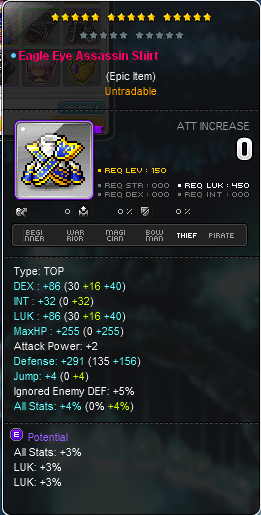 Eagle Eye Assassin Shirt
(Epic Item)
Untradable
ATT INCREASE
0
REQ LEV : 150
REQ STR : 000 REQ LUK : 450
REQ DEX : 000 REQ INT : 000
0 0 % 0 %
BEGINNER WARRIOR MAGICIAN BOWMAN THIEF PIRATE
Type: TOP
DEX : +86 (30 +16 +40)
INT : +32 (0 +32)
LUK : +86 (30 +16 +40)
MaxHP : +255 (0 +255)
Attack Power: +2
Defense: +291 (135 +156)
Jump: +4 (0 +4)
Ignored Enemy DEF: +5%
All Stats: +4% (0% +4%)
E Potential
All Stats: +3%
LUK: +3%
LUK: +3%